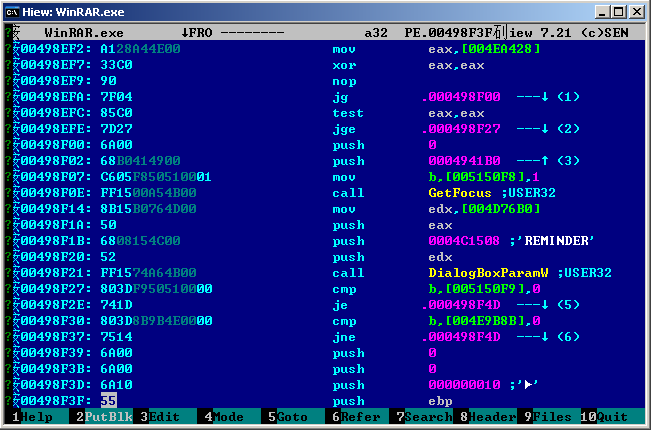 Hiew: WinRAR.exe
WinRAR.exe ↓FRO -------- a32 PE.00498F3F iew 7.21 (c)SEN
00498EF2: A128A44E00 mov eax,[004EA428]
00498EF7: 33C0 xor eax,eax
00498EF9: 90 nop
00498EFA: 7F04 jg .000498F00 ---↓ (1)
00498EFC: 85C0 test eax,eax
00498EFE: 7D27 jge .000498F27 ---↓ (2)
00498F00: 6A00 push 0
00498F02: 68B0414900 push 0004941B0 ---↑ (3)
00498F07: C605F850510001 mov b,[005150F8],1
00498F0E: FF1500A54B00 call GetFocus ;USER32
00498F14: 8B15B0764D00 mov edx,[004D76B0]
00498F1A: 50 push eax
00498F1B: 6808154C00 push 0004C1508 ;'REMINDER'
00498F20: 52 push edx
00498F21: FF1574A64B00 call DialogBoxParamW ;USER32
00498F27: 803DF950510000 cmp b,[005150F9],0
00498F2E: 741D je .000498F4D ---↓ (5)
00498F30: 803D8B9B4E0000 cmp b,[004E9B8B],0
00498F37: 7514 jne .000498F4D ---↓ (6)
00498F39: 6A00 push 0
00498F3B: 6A00 push 0
00498F3D: 6A10 push 000000010 ;'►'
00498F3F: 55 push ebp
1Help 2PutBlk 3Edit 4Mode 5Goto 6Refer 7Search 8Header 9Files 10Quit